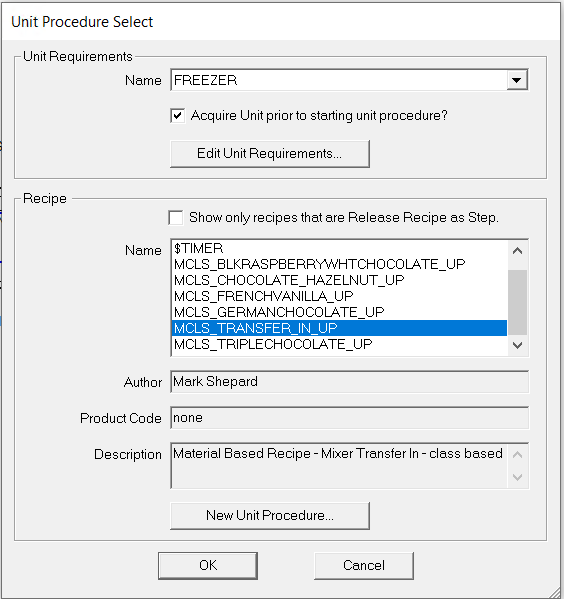 Unit Procedure Select
Unit Requirements
Name FREEZER
Acquire Unit prior to starting unit procedure?
Edit Unit Requirements...
Recipe
Show only recipes that are Release Recipe as Step.
Name $TIMER
MCLS_BLKRASPBERRYWHTCHOCOLATE_UP
MCLS_CHOCOLATE_HAZELNUT_UP
MCLS_FRENCHVANILLA_UP
MCLS_GERMANCHOCOLATE_UP
MCLS_TRANSFER_IN_UP
MCLS_TRIPLECHOCOLATE_UP
Author Mark Shepard
Product Code none
Description Material Based Recipe - Mixer Transfer In - class based
New Unit Procedure...
OK Cancel